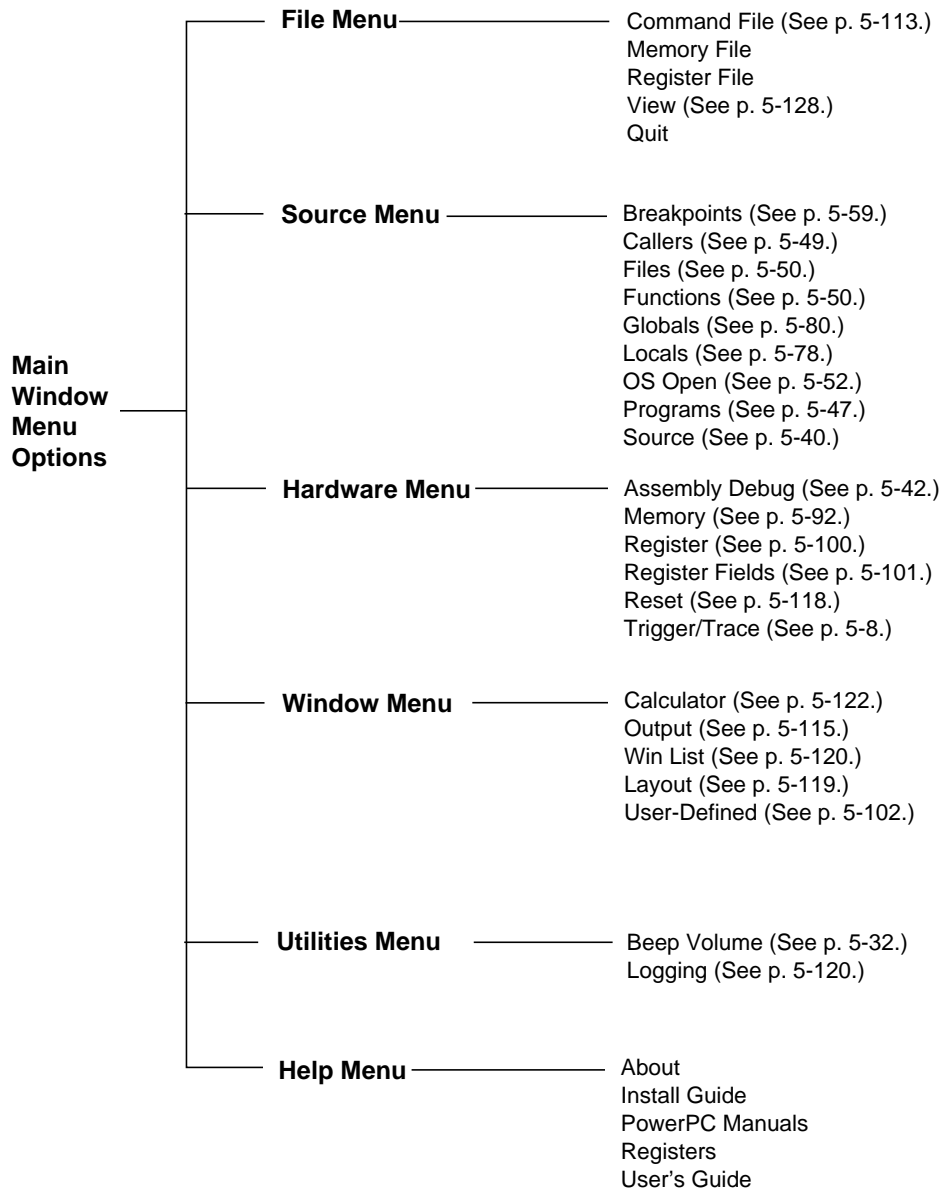 Main
Window
Menu
Options
File Menu
Command File (See p. 5-113.)
Memory File
Register File
View (See p. 5-128.)
Quit
Source Menu
Breakpoints (See p. 5-59.)
Callers (See p. 5-49.)
Files (See p. 5-50.)
Functions (See p. 5-50.)
Globals (See p. 5-80.)
Locals (See p. 5-78.)
OS Open (See p. 5-52.)
Programs (See p. 5-47.)
Source (See p. 5-40.)
Hardware Menu
Assembly Debug (See p. 5-42.)
Memory (See p. 5-92.)
Register (See p. 5-100.)
Register Fields (See p. 5-101.)
Reset (See p. 5-118.)
Trigger/Trace (See p. 5-8.)
Window Menu
Calculator (See p. 5-122.)
Output (See p. 5-115.)
Win List (See p. 5-120.)
Layout (See p. 5-119.)
User-Defined (See p. 5-102.)
Utilities Menu
Beep Volume (See p. 5-32.)
Logging (See p. 5-120.)
Help Menu
About
Install Guide
PowerPC Manuals
Registers
User's Guide